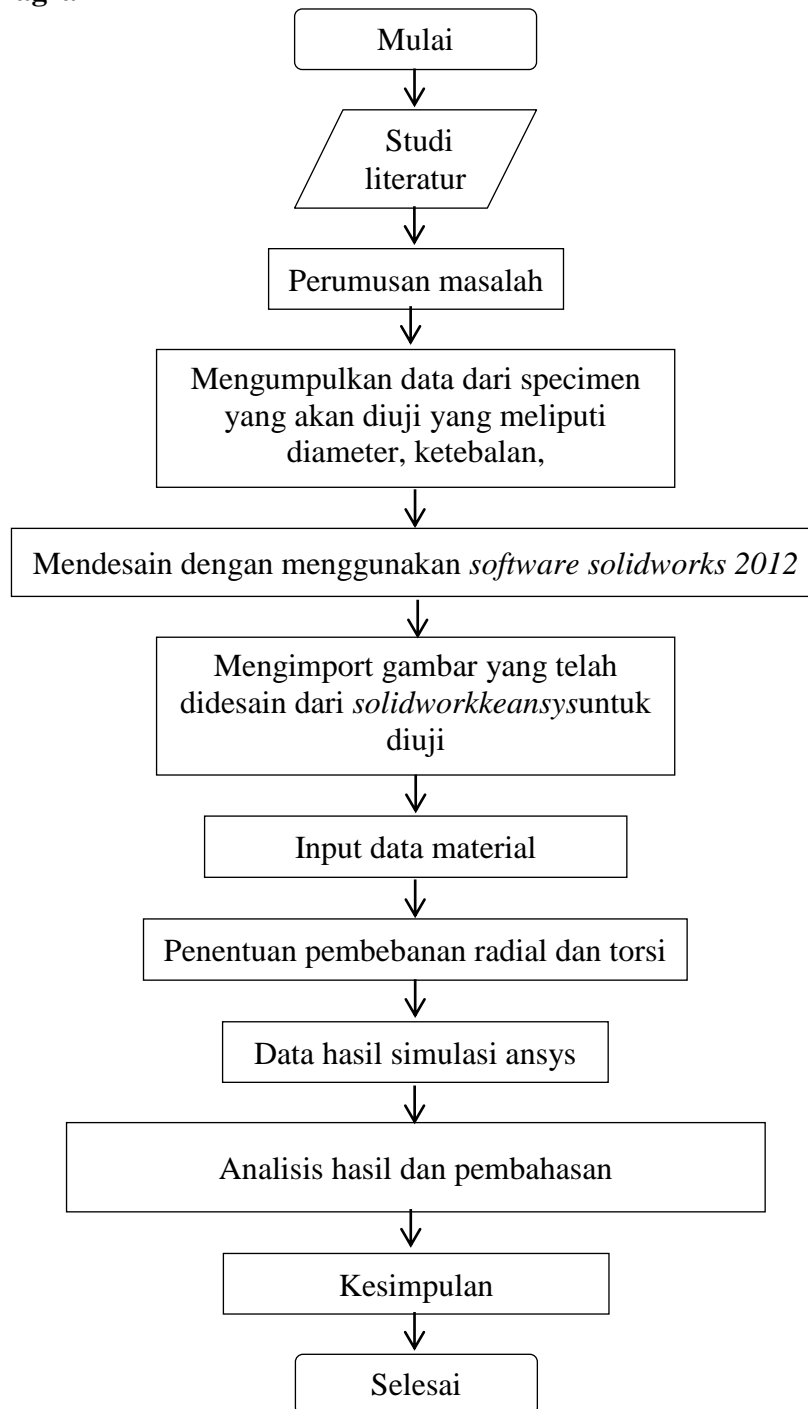 Mulai
Studi
literatur
Perumusan masalah
Mengumpulkan data dari specimen
yang akan diuji yang meliputi
diameter, ketebalan,
Mendesain dengan menggunakan software solidworks 2012
Mengimport gambar yang telah
didesain dari solidworkkeansysuntuk
diuji
Input data material
Penentuan pembebanan radial dan torsi
Data hasil simulasi ansys
Analisis hasil dan pembahasan
Kesimpulan
Selesai